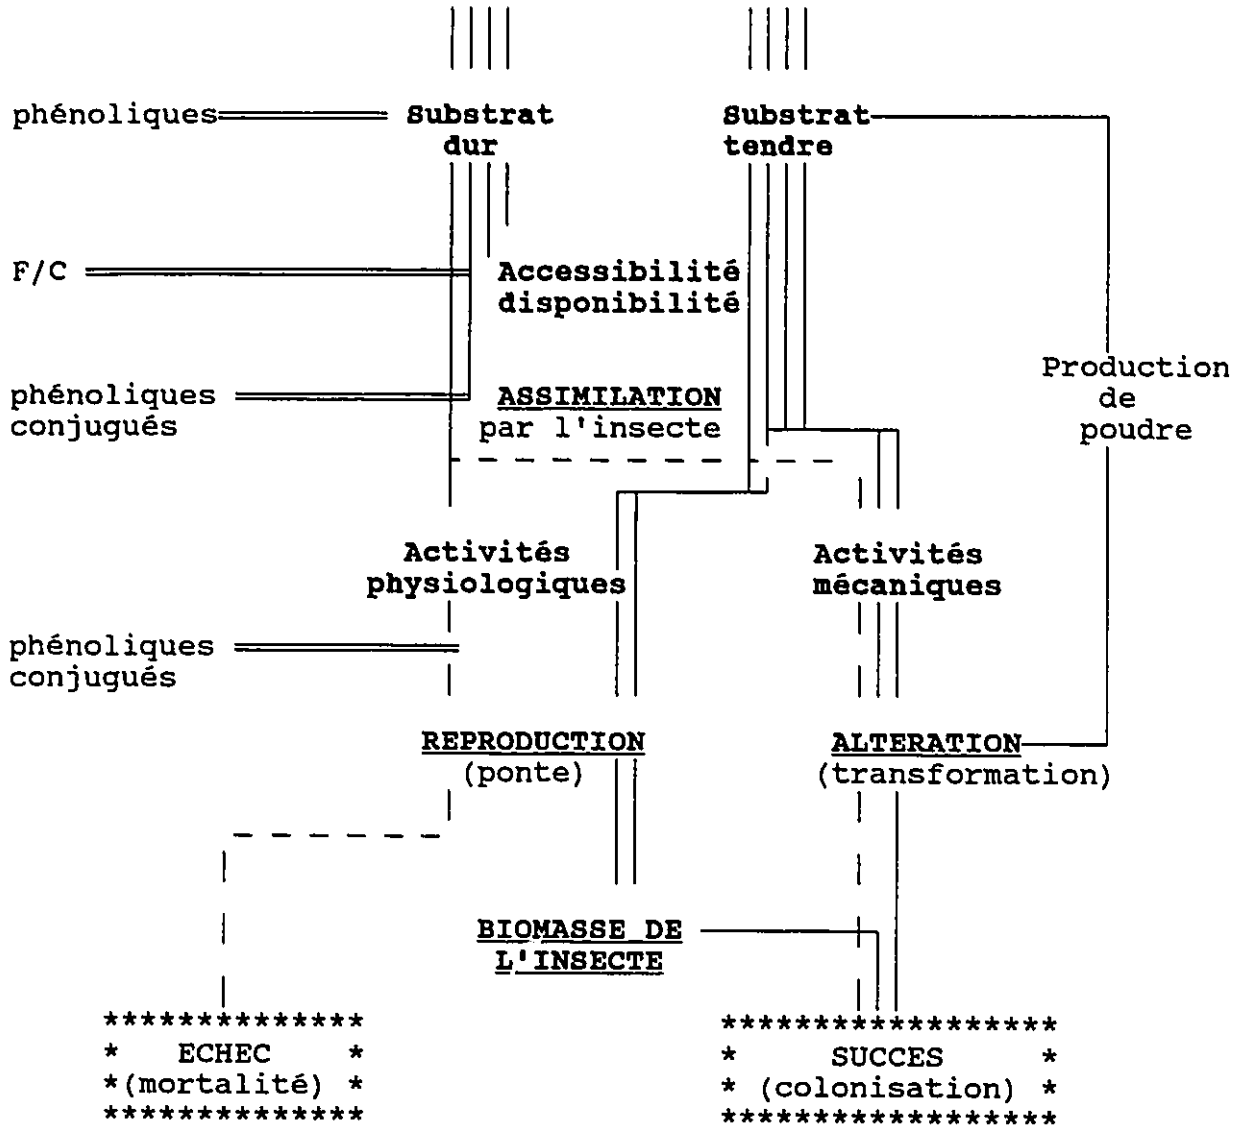 phénoliques
Substrat
dur
Substrat
tendre
F/C
Accessibilité
disponibilité
phénoliques
conjugués
ASSIMILATION
par l'insecte
Production
de
poudre
Activités
physiologiques
Activités
mécaniques
phénoliques
conjugués
REPRODUCTION
(ponte)
ALTERATION
(transformation)
BIOMASSE DE
L'INSECTE
**************
* ECHEC *
*(mortalité) *
**************
******************
* SUCCES *
* (colonisation) *
******************